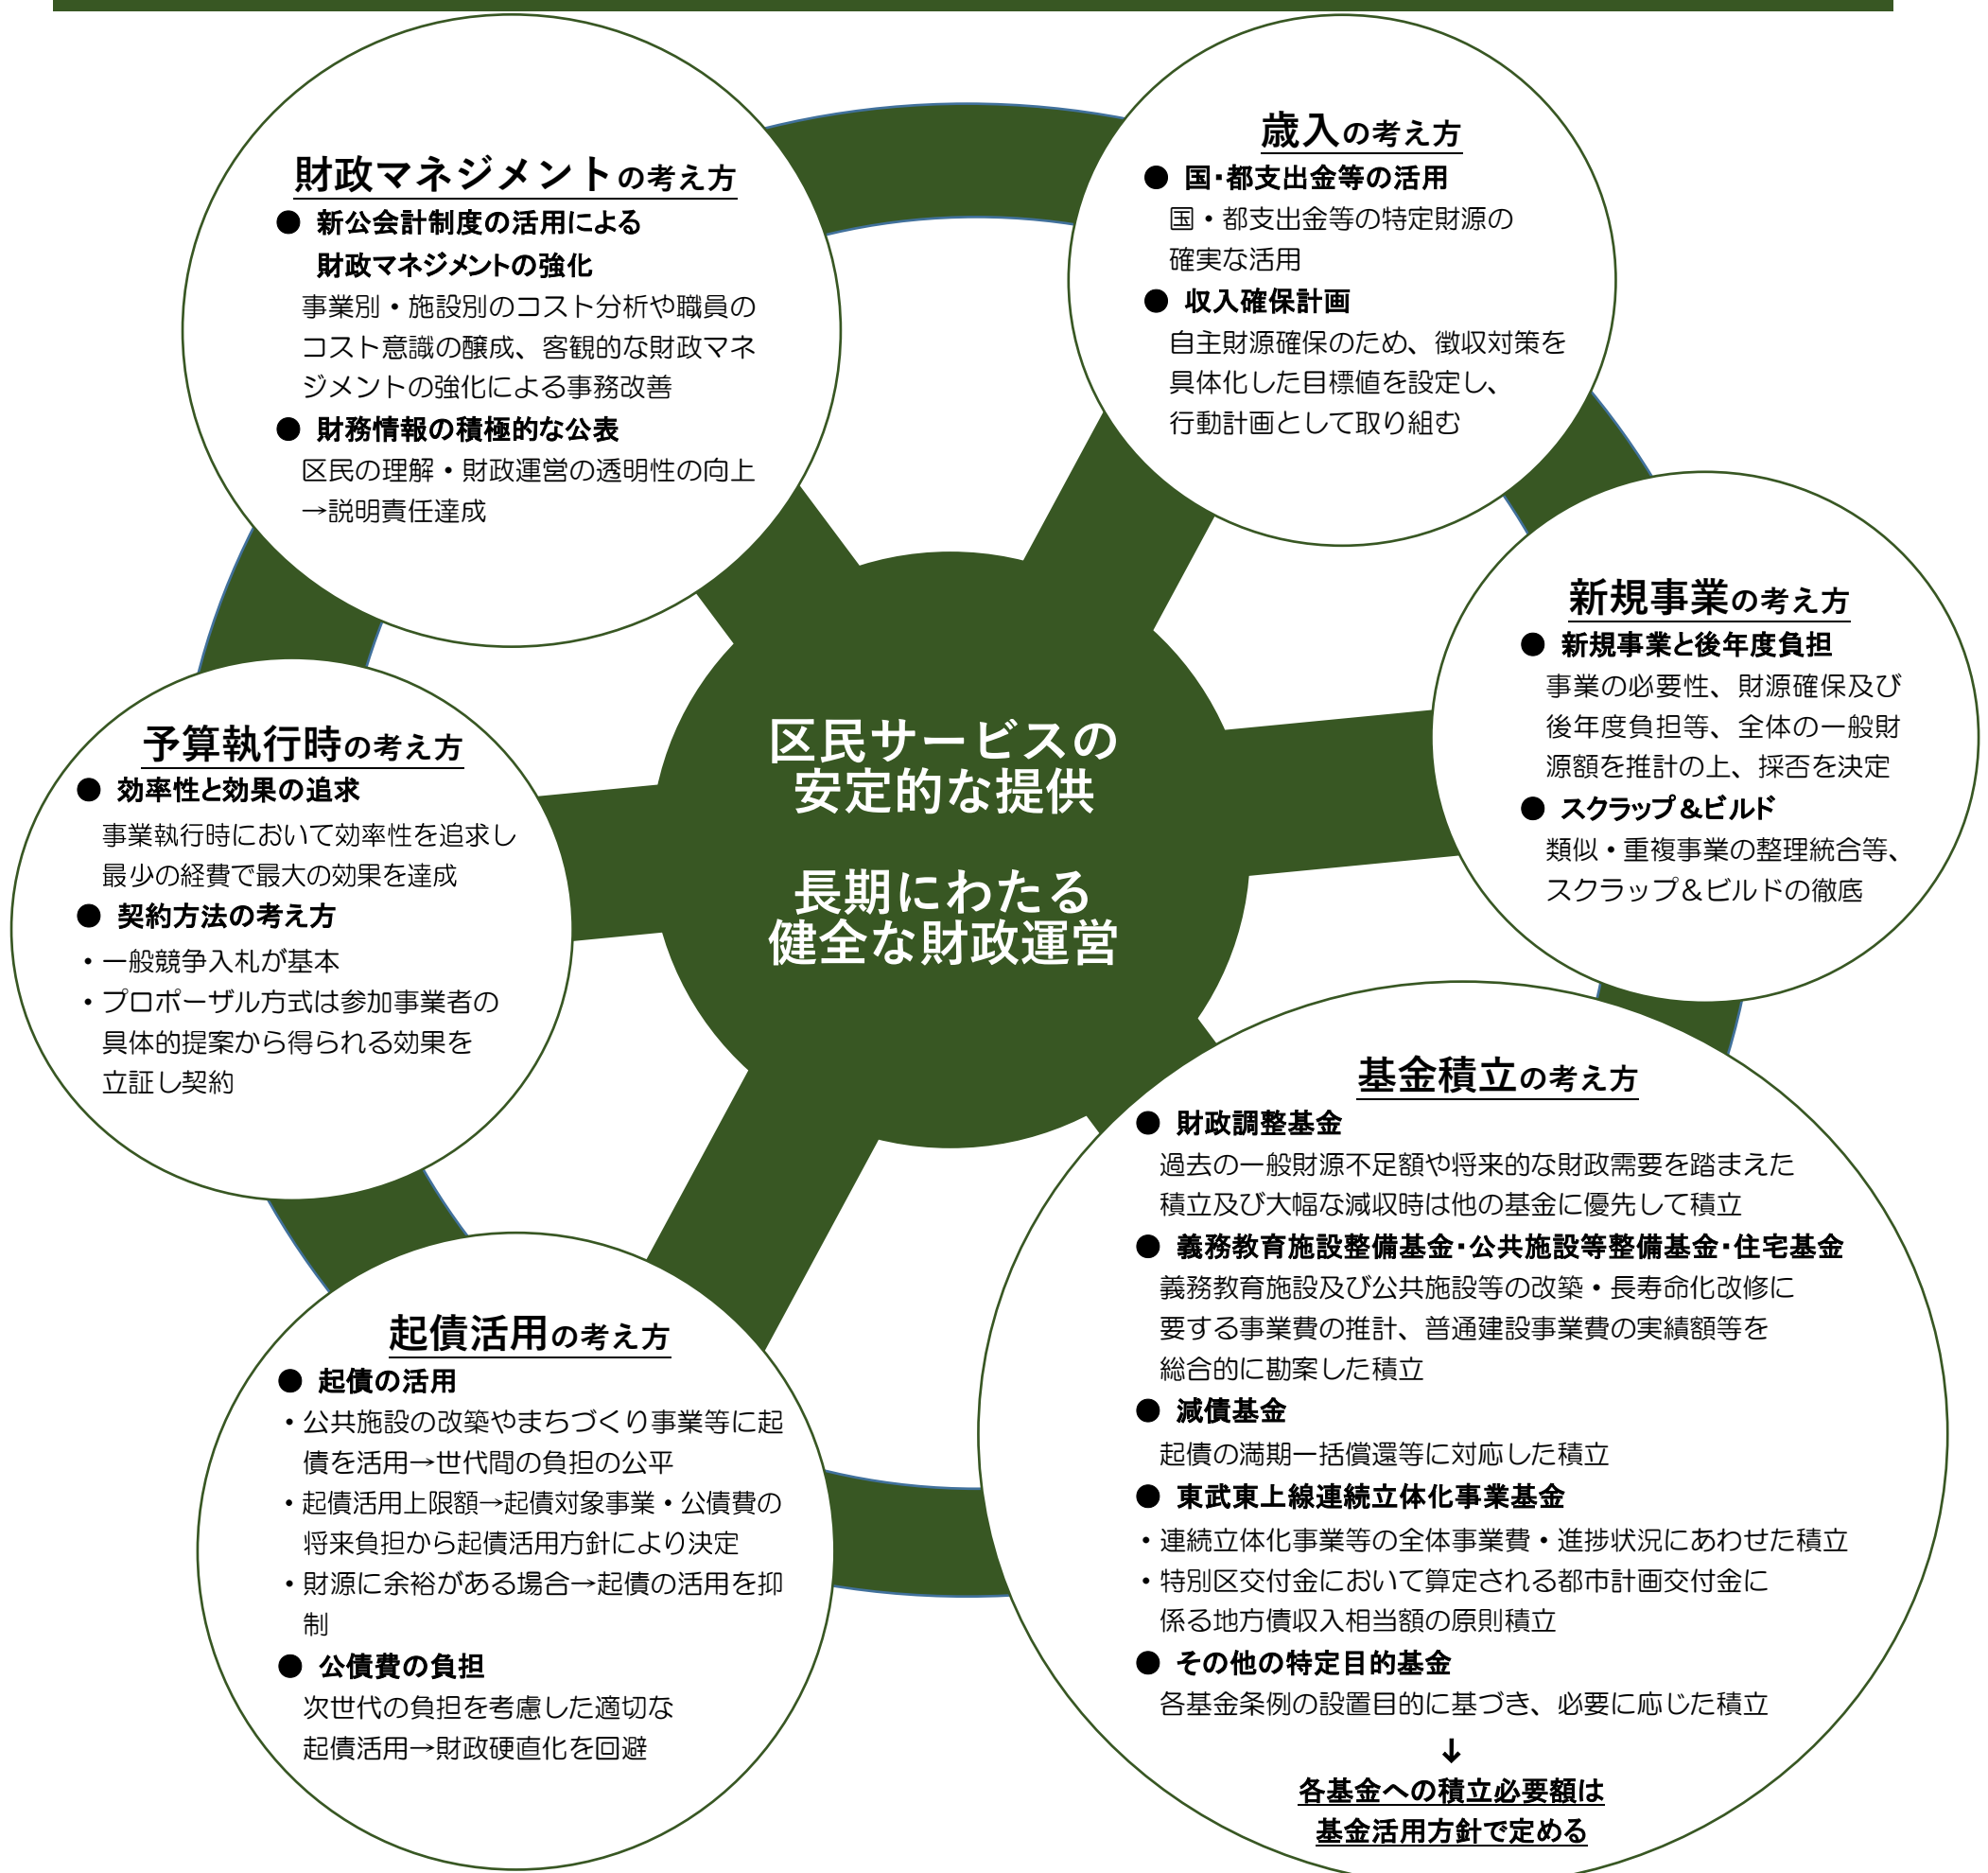 財政マネジメントの考え方
● 新公会計制度の活用による
財政マネジメントの強化
事業別・施設別のコスト分析や職員の
コスト意識の醸成、客観的な財政マネ
ジメントの強化による事務改善
● 財務情報の積極的な公表
区民の理解・財政運営の透明性の向上
→説明責任達成
歳入の考え方
● 国・都支出金等の活用
国・都支出金等の特定財源の
確実な活用
● 収入確保計画
自主財源確保のため、徴収対策を
具体化した目標値を設定し、
行動計画として取り組む
新規事業の考え方
● 新規事業と後年度負担
事業の必要性、財源確保及び
後年度負担等、全体の一般財
源額を推計の上、採否を決定
● スクラップ&ビルド
類似・重複事業の整理統合等、
スクラップ&ビルドの徹底
区民サービスの
安定的な提供
長期にわたる
健全な財政運営
予算執行時の考え方
● 効率性と効果の追求
事業執行時において効率性を追求し
最少の経費で最大の効果を達成
● 契約方法の考え方
・一般競争入札が基本
・プロポーザル方式は参加事業者の
具体的提案から得られる効果を
立証し契約
基金積立の考え方
● 財政調整基金
過去の一般財源不足額や将来的な財政需要を踏まえた
積立及び大幅な減収時は他の基金に優先して積立
● 義務教育施設整備基金・公共施設等整備基金・住宅基金
義務教育施設及び公共施設等の改築・長寿命化改修に
要する事業費の推計、普通建設事業費の実績額等を
総合的に勘案した積立
● 減債基金
起債の満期一括償還等に対応した積立
● 東武東上線連続立体化事業基金
・連続立体化事業等の全体事業費・進捗状況にあわせた積立
・特別区交付金において算定される都市計画交付金に
係る地方債収入相当額の原則積立
● その他の特定目的基金
各基金条例の設置目的に基づき、必要に応じた積立
↓
各基金への積立必要額は
基金活用方針で定める
起債活用の考え方
● 起債の活用
・公共施設の改築やまちづくり事業等に起
債を活用→世代間の負担の公平
・起債活用上限額→起債対象事業・公債費の
将来負担から起債活用方針により決定
・財源に余裕がある場合→起債の活用を抑
制
● 公債費の負担
次世代の負担を考慮した適切な
起債活用→財政硬直化を回避